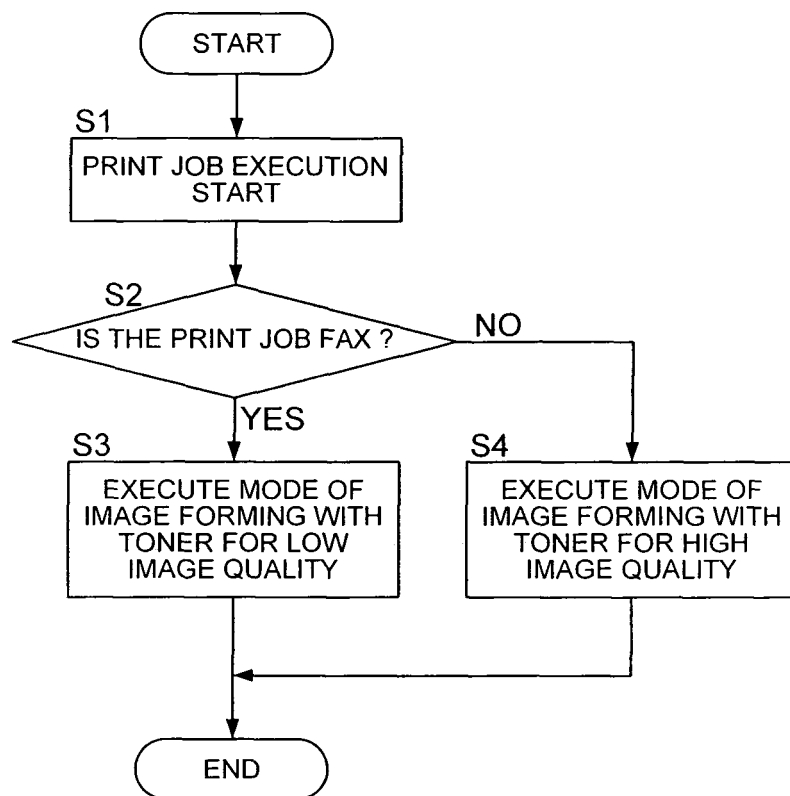 START
S1
PRINT JOB EXECUTION
START
S2
IS THE PRINT JOB FAX ?
NO
YES
S3
EXECUTE MODE OF
IMAGE FORMING WITH
TONER FOR LOW
IMAGE QUALITY
S4
EXECUTE MODE OF
IMAGE FORMING WITH
TONER FOR HIGH
IMAGE QUALITY
END